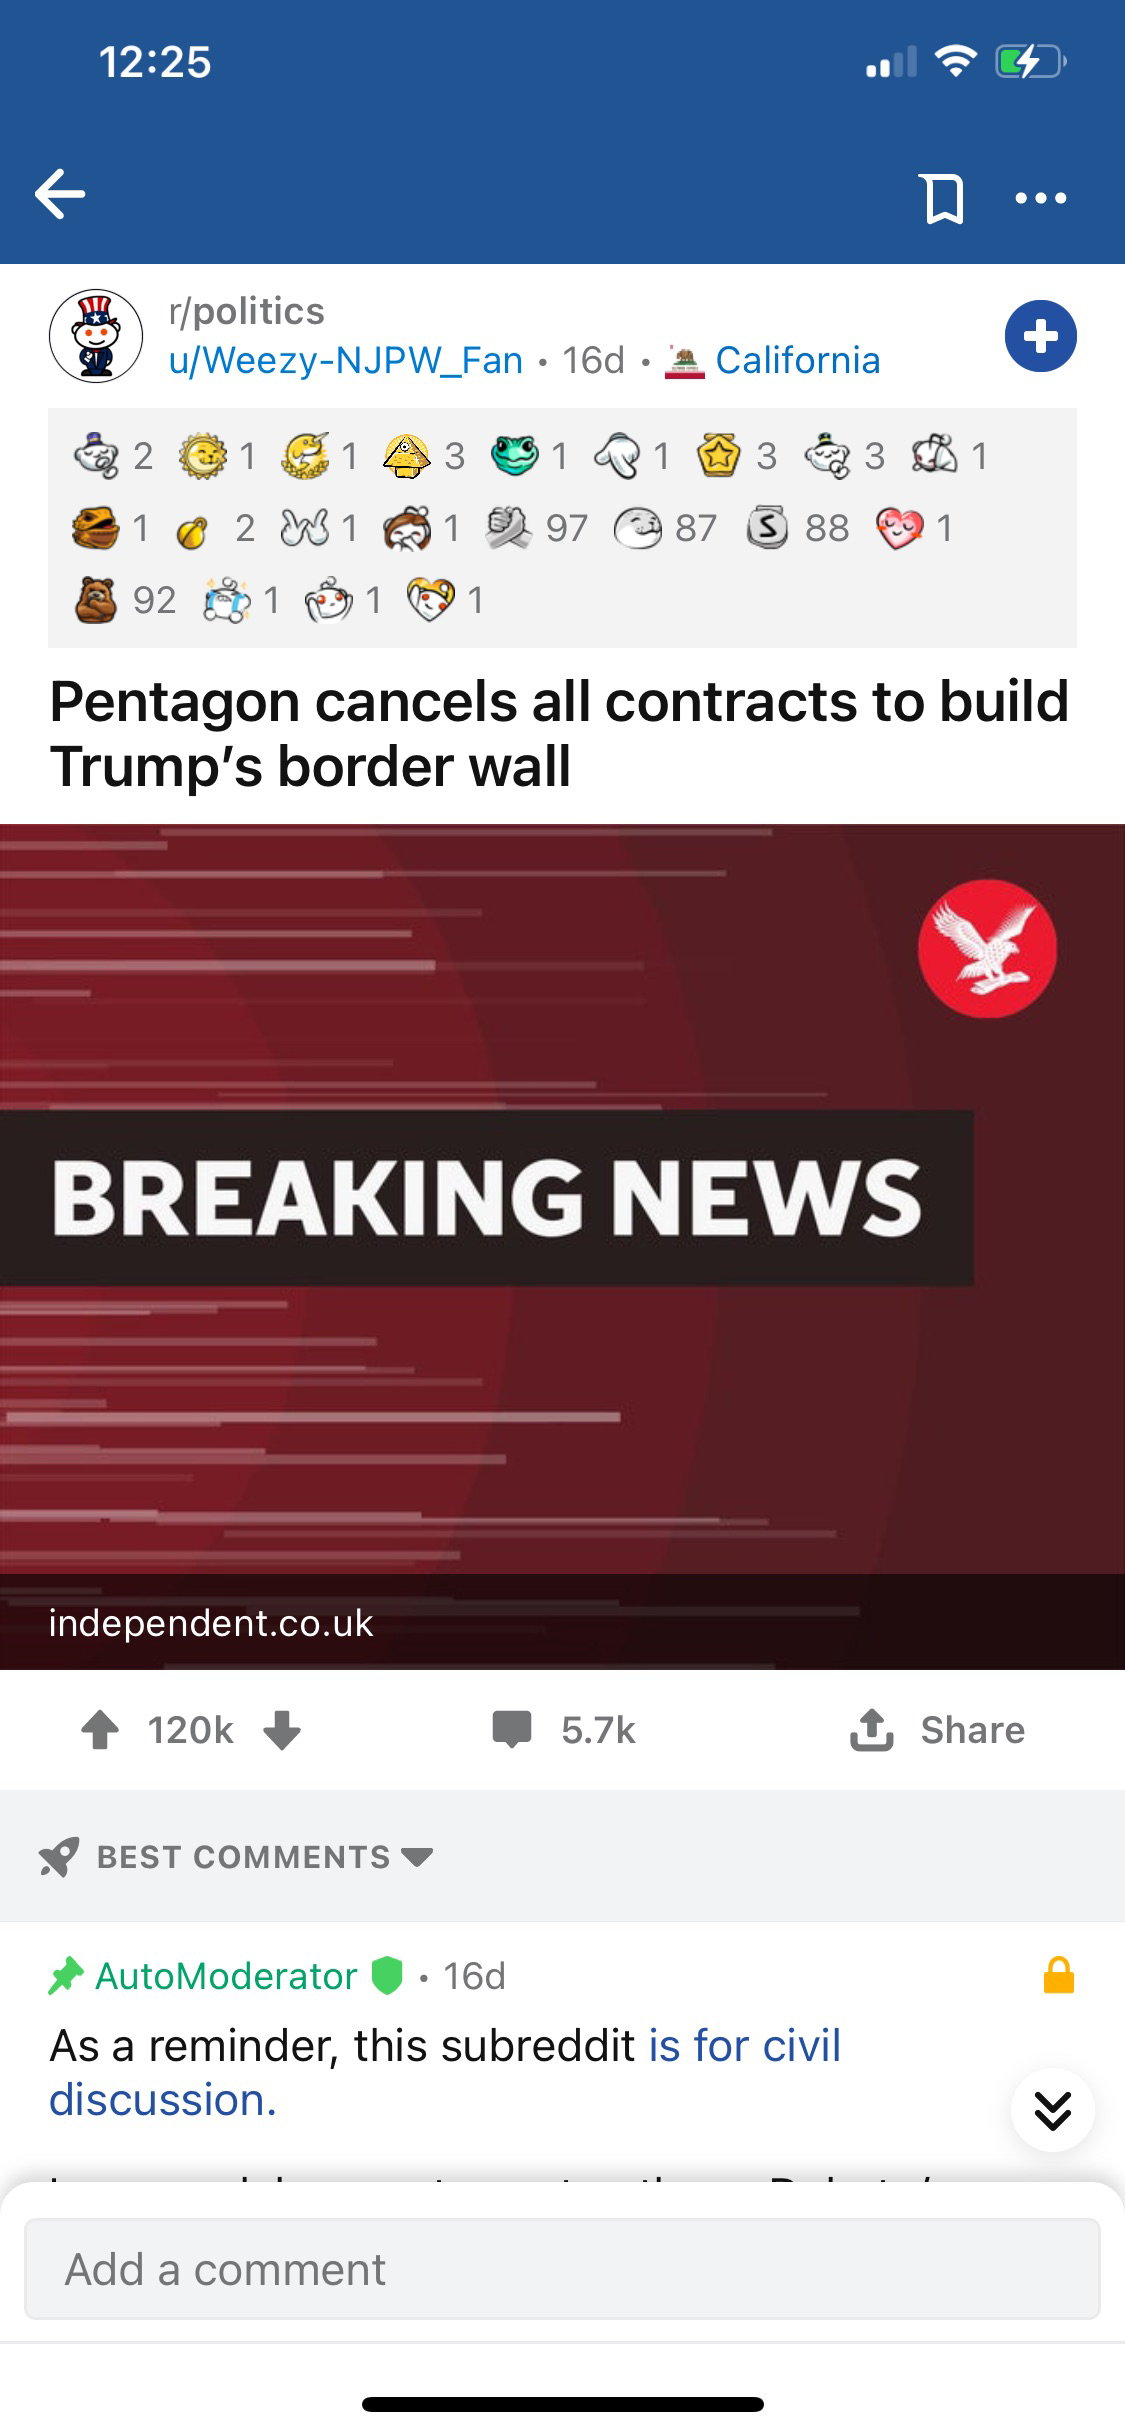 12:25
r/politics
u/Weezy-NJPW_Fan • 16d • California
2 1 1 3 1 1 3 3 1
1 2 1 1 97 87 S 88 1
92 1 1 1
Pentagon cancels all contracts to build
Trump's border wall
BREAKING NEWS
independent.co.uk
120k 5.7k Share
BEST COMMENTS
AutoModerator • 16d
As a reminder, this subreddit is for civil
discussion.
Add a comment